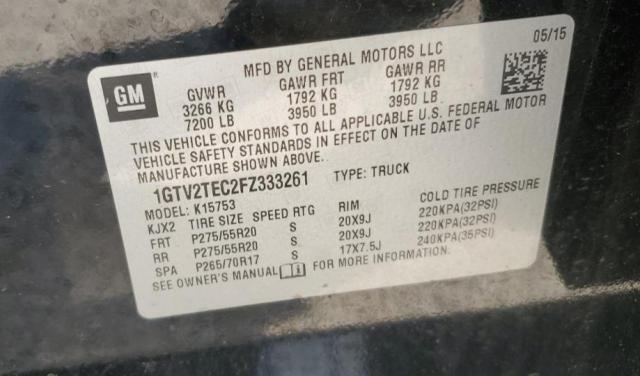 MFD BY GENERAL MOTORS LLC 05/15
GM
GVWR GAWR FRT GAWR RR
3266 KG 1792 KG 1792 KG
7200 LB 3950 LB 3950 LB
THIS VEHICLE CONFORMS TO ALL APPLICABLE U.S. FEDERAL MOTOR
VEHICLE SAFETY STANDARDS IN EFFECT ON THE DATE OF
MANUFACTURE SHOWN ABOVE.
1GTV2TEC2FZ333261 TYPE: TRUCK
MODEL: K15753
KJX2 TIRE SIZE SPEED RTG RIM COLD TIRE PRESSURE
FRT P275/55R20 S 20X9J 220KPA(32PSI)
RR P275/55R20 S 20X9J 220KPA(32PSI)
SPA P265/70R17 S 17X7.5J 240KPA(35PSI)
SEE OWNER'S MANUAL FOR MORE INFORMATION.